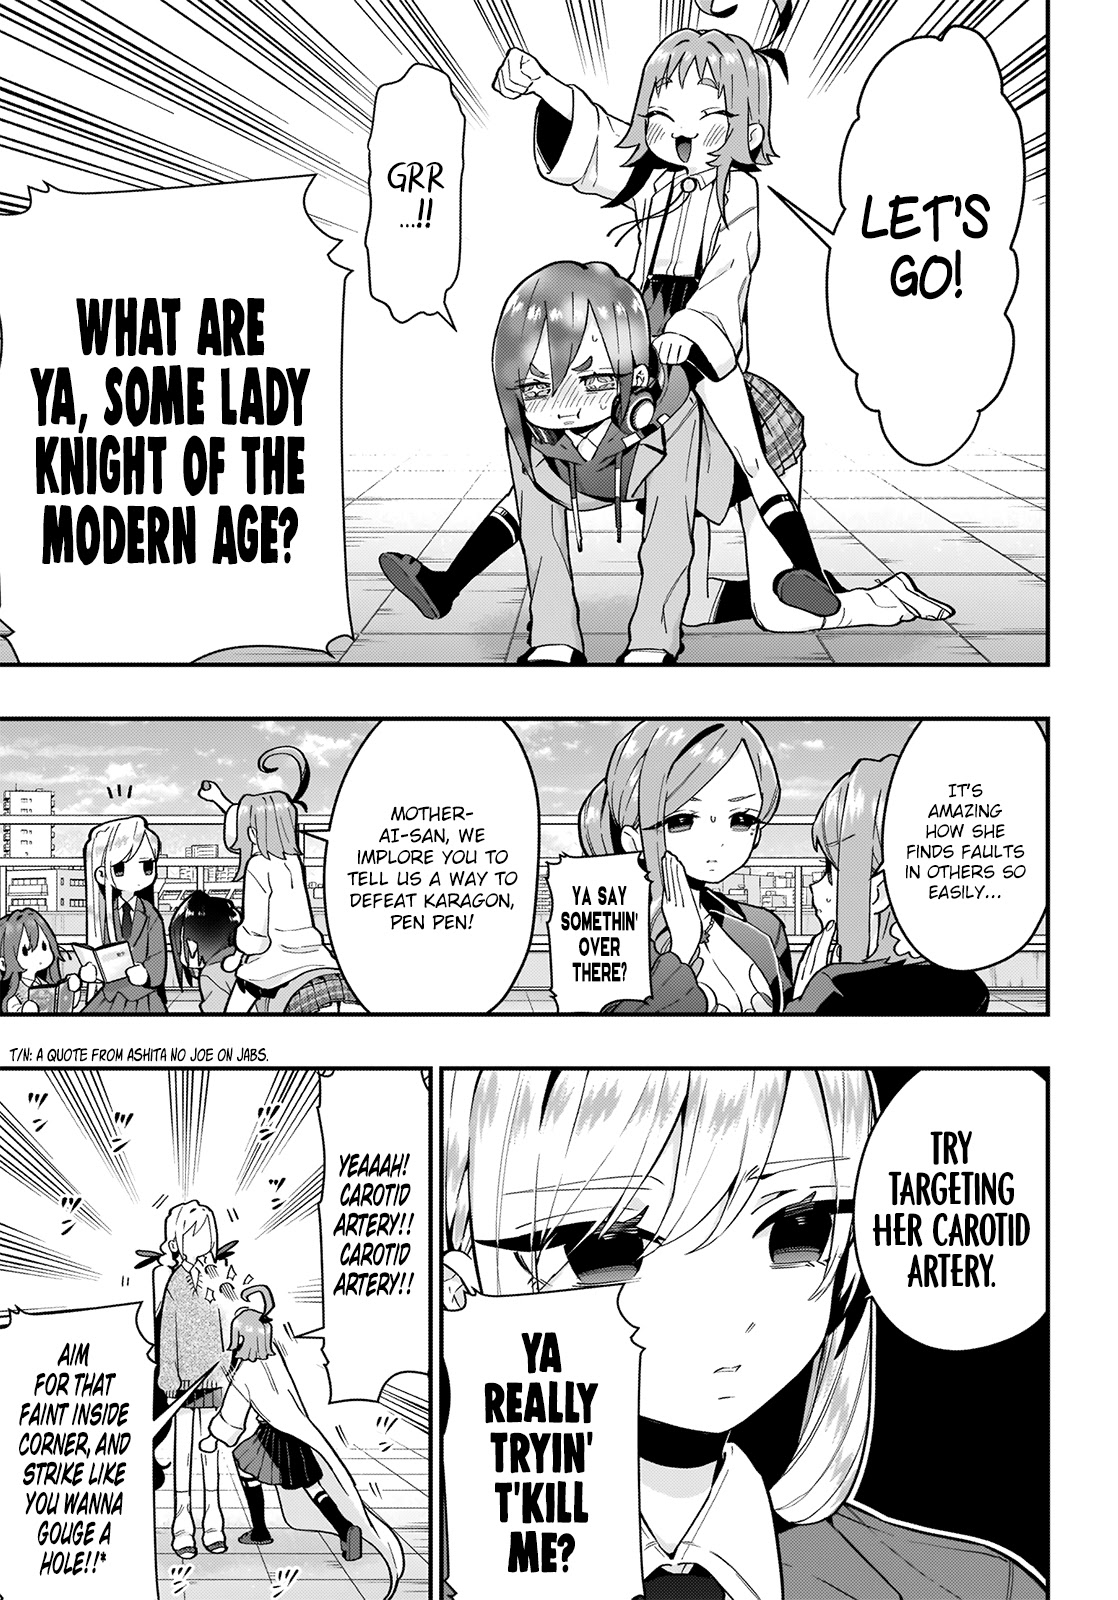 LET'S
GO!
GRR
...!!
WHAT ARE
YA, SOME LADY
KNIGHT OF THE
MODERN AGE?
IT'S
AMAZING
HOW SHE
FINDS FAULTS
IN OTHERS SO
EASILY...
YA SAY
SOMETHIN'
OVER
THERE?
MOTHER-
AI-SAN, WE
IMPLORE YOU TO
TELL US A WAY TO
DEFEAT KARAGON,
PEN PEN!
T/N: A QUOTE FROM ASHITA NO JOE ON JABS.
TRY
TARGETING
HER CAROTID
ARTERY.
YA
REALLY
TRYIN'
T'KILL
ME?
YEAAAH!
CAROTID
ARTERY!!
CAROTID
ARTERY!!
AIM
FOR THAT
FAINT INSIDE
CORNER, AND
STRIKE LIKE
YOU WANNA
GOUGE A
HOLE!!*